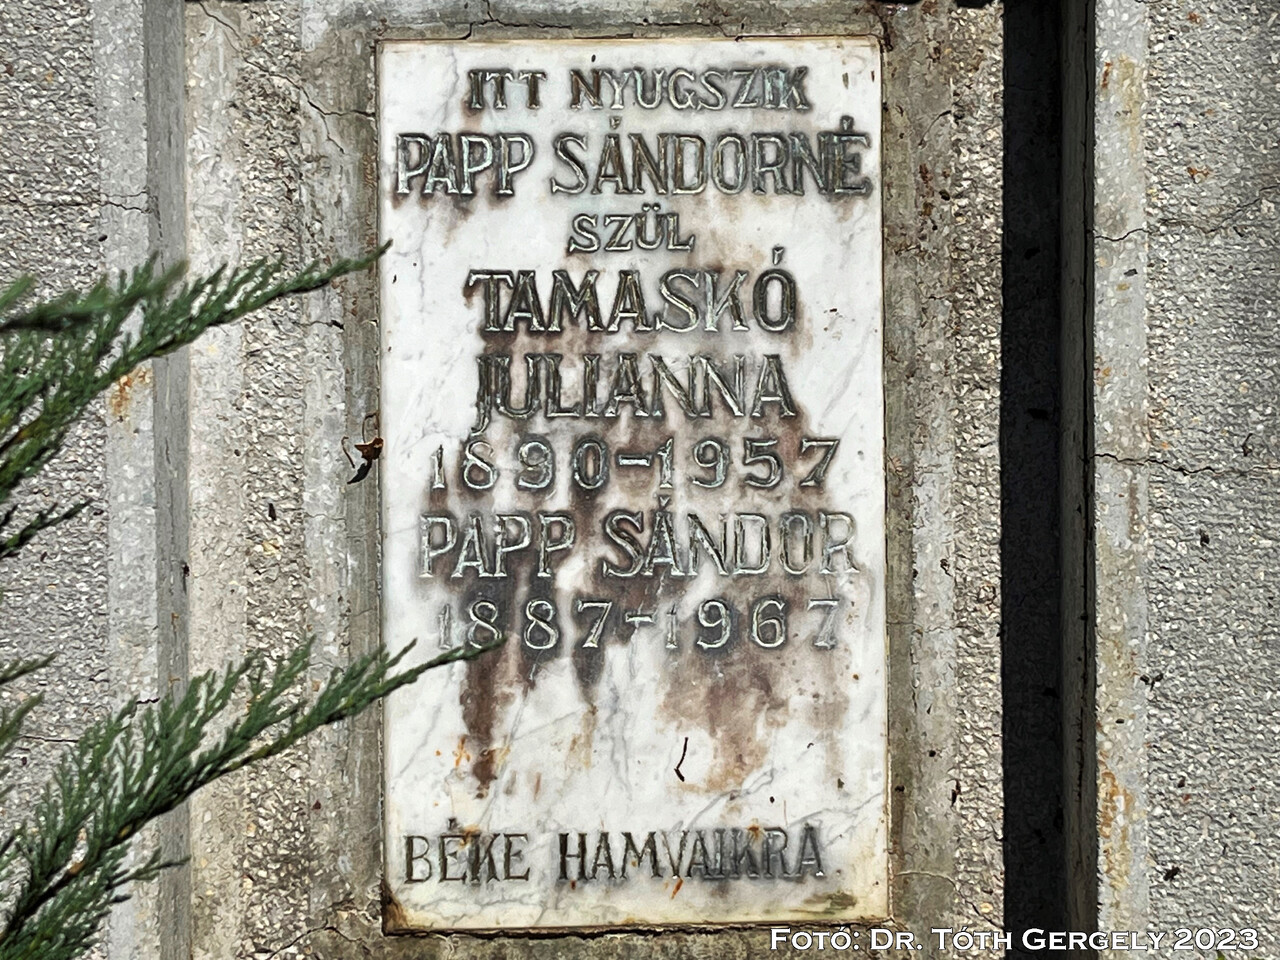 ITT NYUGSZIK
PAPP SÁNDORNÉ
SZÜL
TAMASKÓ
JULIANNA
1890-1957
PAPP SÁNDOR
1887-1967
BÉKE HAMVAIKRA.
Fotó: Dr. Tóth Gergely 2023